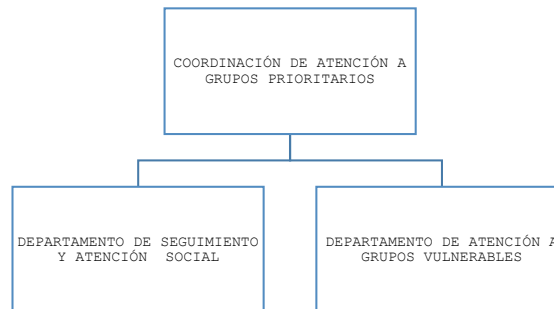 COORDINACIÓN DE ATENCIÓN A
GRUPOS PRIORITARIOS
DEPARTAMENTO DE SEGUIMIENTO
Y ATENCIÓN SOCIAL
DEPARTAMENTO DE ATENCIÓN A
GRUPOS VULNERABLES